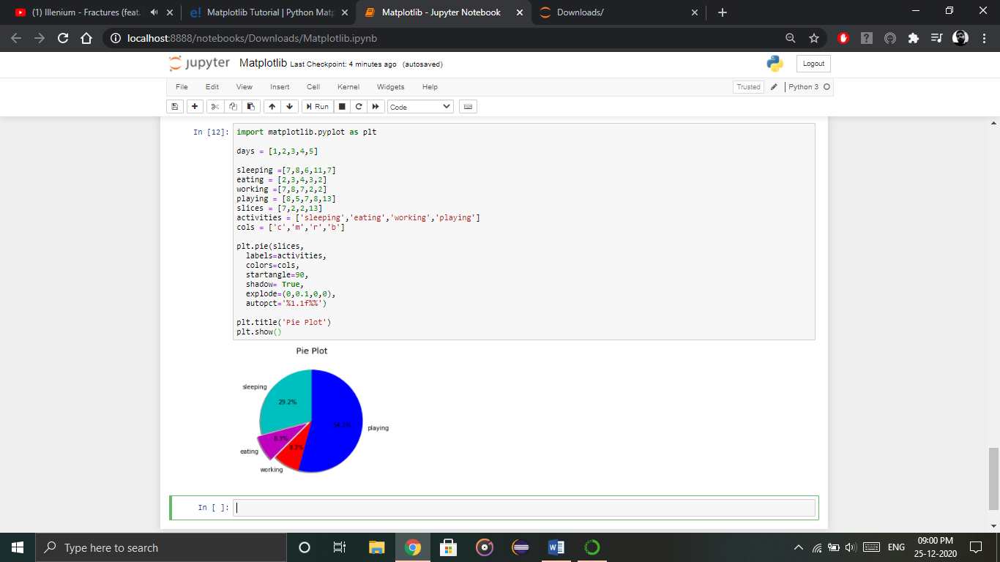 (1) Illenium - Fractures (feat.
Matplotlib Tutorial | Python Matp
Matplotlib - Jupyter Notebook
Downloads/
localhost:8888/notebooks/Downloads/Matplotlib.ipynb
jupyter Matplotlib Last Checkpoint: 4 minutes ago (autosaved)
Logout
File Edit View Insert Cell Kernel Widgets Help
Trusted Python 3
Run Code
In [12]: import matplotlib.pyplot as plt
days = [1,2,3,4,5]
sleeping =[7,8,6,11,7]
eating = [2,3,4,3,2]
working =[7,8,7,2,2]
playing = [8,5,7,8,13]
slices = [7,2,2,13]
activities = ['sleeping','eating','working','playing']
cols = ['c','m','r','b']
plt.pie(slices,
labels=activities,
colors=cols,
startangle=90,
shadow= True,
explode=(0,0.1,0,0),
autopct='%1.1f%%')
plt.title('Pie Plot')
plt.show()
Pie Plot
sleeping
29.2%
54.2%
playing
8.3%
8.3%
eating
working
In [ ]:
Type here to search
ENG
09:00 PM
25-12-2020